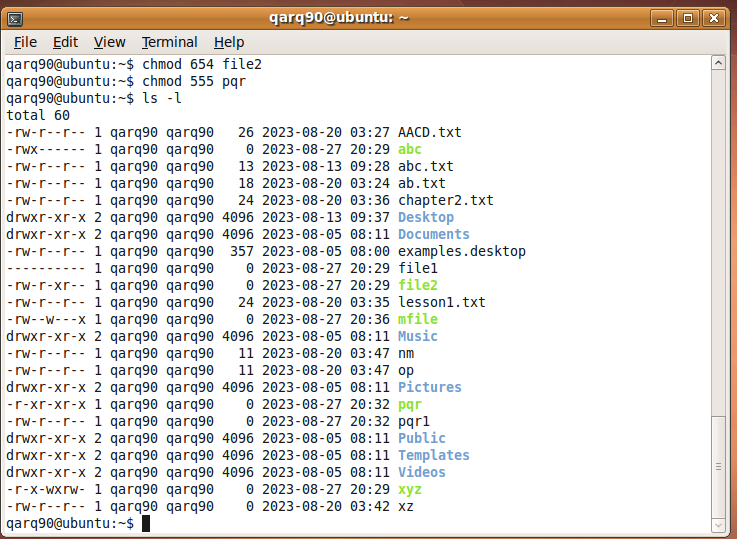 qarq90@ubuntu: ~
File Edit View Terminal Help
qarq90@ubuntu:~$ chmod 654 file2
qarq90@ubuntu:~$ chmod 555 pqr
qarq90@ubuntu:~$ ls -l
total 60
-rw-r--r-- 1 qarq90 qarq90   26 2023-08-20 03:27 AACD.txt
-rwx------ 1 qarq90 qarq90    0 2023-08-27 20:29 abc
-rw-r--r-- 1 qarq90 qarq90   13 2023-08-13 09:28 abc.txt
-rw-r--r-- 1 qarq90 qarq90   18 2023-08-20 03:24 ab.txt
-rw-r--r-- 1 qarq90 qarq90   24 2023-08-20 03:36 chapter2.txt
drwxr-xr-x 2 qarq90 qarq90 4096 2023-08-13 09:37 Desktop
drwxr-xr-x 2 qarq90 qarq90 4096 2023-08-05 08:11 Documents
-rw-r--r-- 1 qarq90 qarq90  357 2023-08-05 08:00 examples.desktop
---------- 1 qarq90 qarq90    0 2023-08-27 20:29 file1
-rw-r-xr-- 1 qarq90 qarq90    0 2023-08-27 20:29 file2
-rw-r--r-- 1 qarq90 qarq90   24 2023-08-20 03:35 lesson1.txt
-rw--w---x 1 qarq90 qarq90    0 2023-08-27 20:36 mfile
drwxr-xr-x 2 qarq90 qarq90 4096 2023-08-05 08:11 Music
-rw-r--r-- 1 qarq90 qarq90   11 2023-08-20 03:47 nm
-rw-r--r-- 1 qarq90 qarq90   11 2023-08-20 03:47 op
drwxr-xr-x 2 qarq90 qarq90 4096 2023-08-05 08:11 Pictures
-r-xr-xr-x 1 qarq90 qarq90    0 2023-08-27 20:32 pqr
-rw-r--r-- 1 qarq90 qarq90    0 2023-08-27 20:32 pqr1
drwxr-xr-x 2 qarq90 qarq90 4096 2023-08-05 08:11 Public
drwxr-xr-x 2 qarq90 qarq90 4096 2023-08-05 08:11 Templates
drwxr-xr-x 2 qarq90 qarq90 4096 2023-08-05 08:11 Videos
-r-x-wxrw- 1 qarq90 qarq90    0 2023-08-27 20:29 xyz
-rw-r--r-- 1 qarq90 qarq90    0 2023-08-20 03:42 xz
qarq90@ubuntu:~$